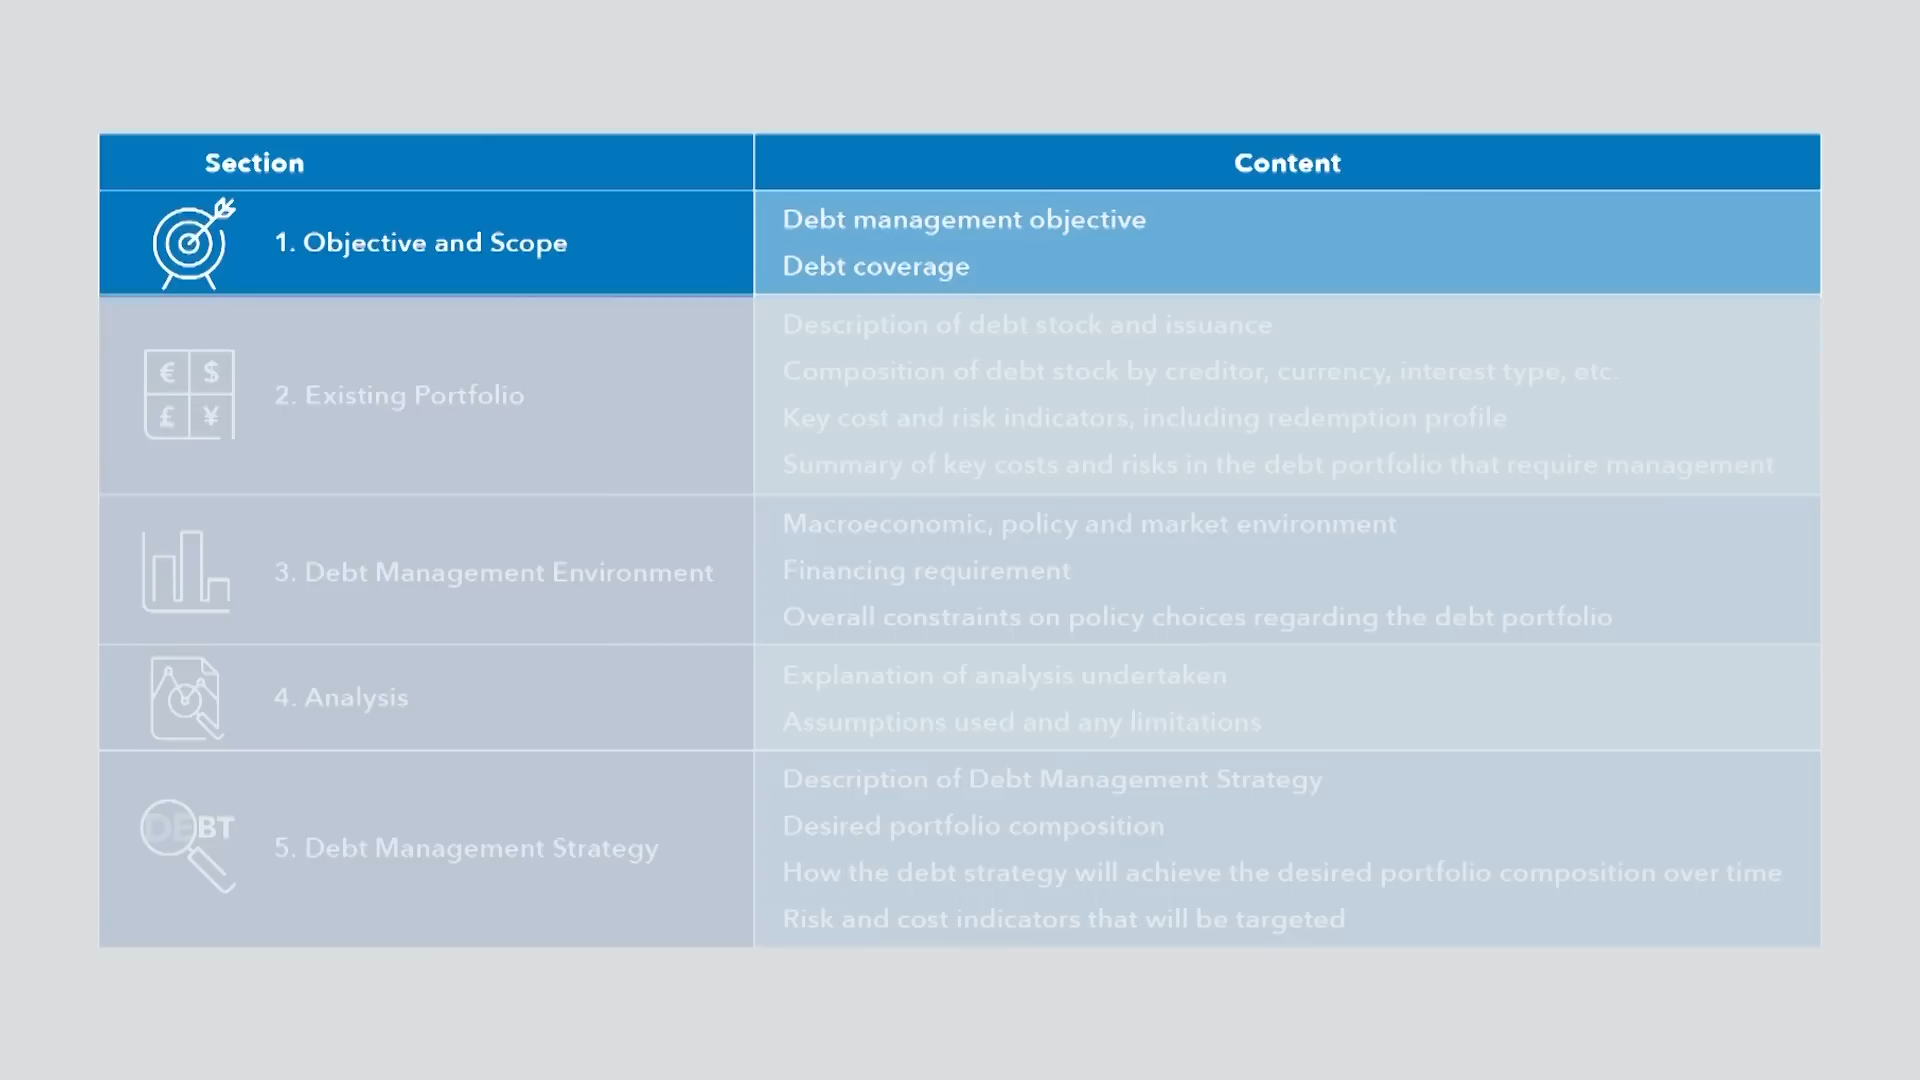 Section
Content
1. Objective and Scope
Debt management objective
Debt coverage
€ $
£ ¥
2. Existing Portfolio
Description of debt stock and issuance
Composition of debt stock by creditor, currency, interest type, etc.
Key cost and risk indicators, including redemption profile
Summary of key costs and risks in the debt portfolio that require management
3. Debt Management Environment
Macroeconomic, policy and market environment
Financing requirement
Overall constraints on policy choices regarding the debt portfolio
4. Analysis
Explanation of analysis undertaken
Assumptions used and any limitations
DEBT
5. Debt Management Strategy
Description of Debt Management Strategy
Desired portfolio composition
How the debt strategy will achieve the desired portfolio composition over time
Risk and cost indicators that will be targeted